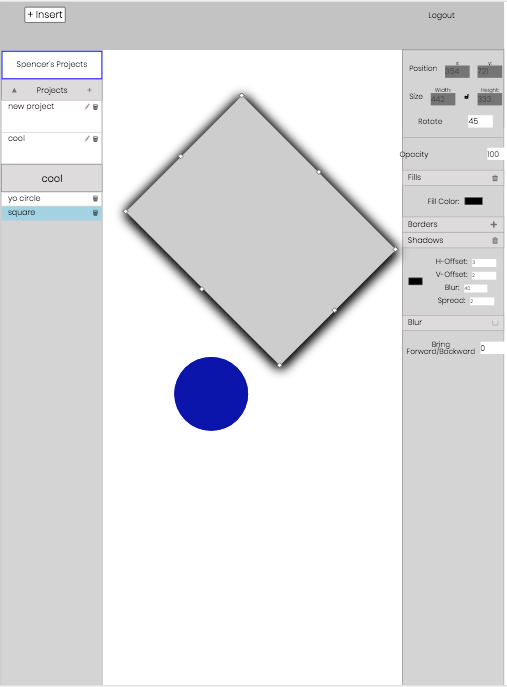 + Insert
Logout
Spencer's Projects
▲ Projects +
new project
cool
cool
yo circle
square
x: y:
Position 354 721
Width: Height:
Size 442 333
Rotate 45
Opacity 100
Fills
Fill Color:
Borders +
Shadows
H-Offset: 3
V-Offset: 2
Blur: 40
Spread: 2
Blur
Bring
Forward/Backward 0